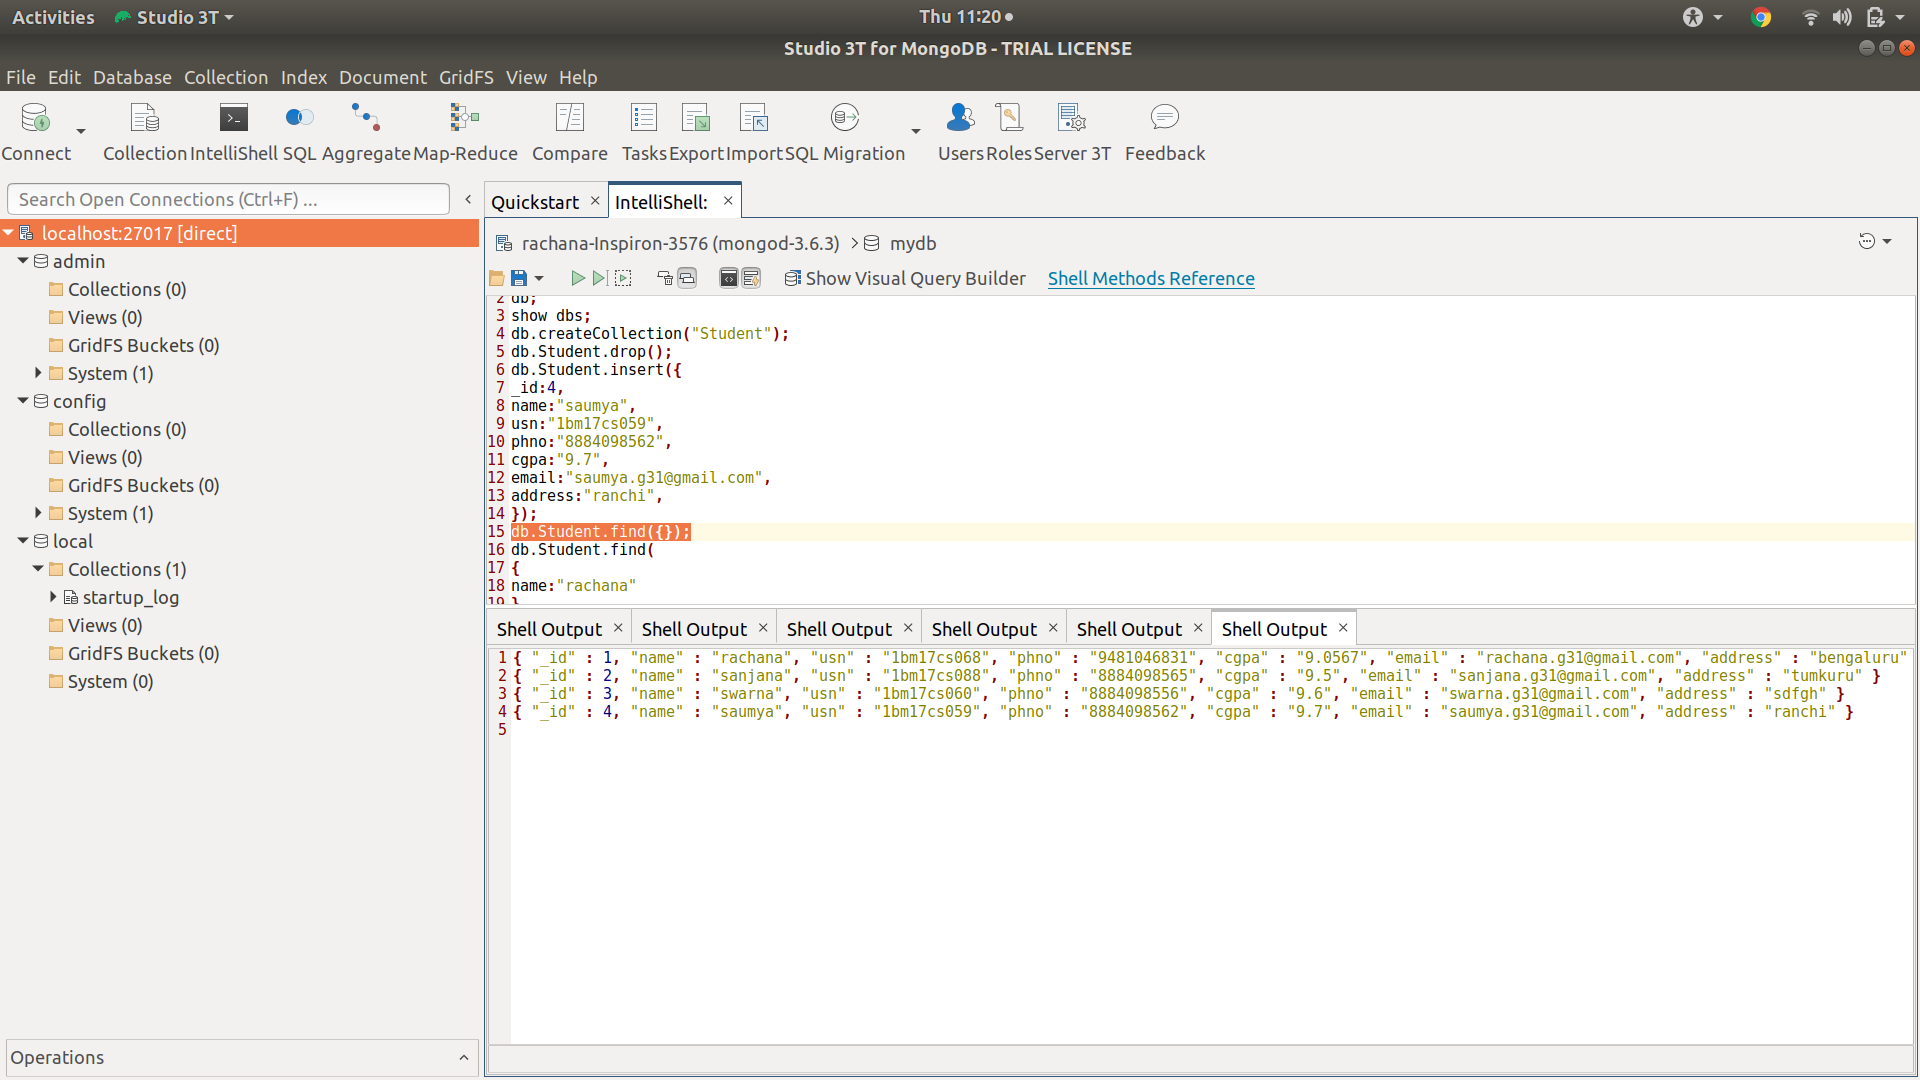 Activities Studio 3T Thu 11:20
Studio 3T for MongoDB - TRIAL LICENSE
File Edit Database Collection Index Document GridFS View Help
Connect Collection IntelliShell SQL Aggregate Map-Reduce Compare Tasks Export Import SQL Migration Users Roles Server 3T Feedback
Search Open Connections (Ctrl+F) ...
localhost:27017 [direct]
admin
Collections (0)
Views (0)
GridFS Buckets (0)
System (1)
config
Collections (0)
Views (0)
GridFS Buckets (0)
System (1)
local
Collections (1)
startup_log
Views (0)
GridFS Buckets (0)
System (0)
Operations
Quickstart × IntelliShell: ×
rachana-Inspiron-3576 (mongod-3.6.3) > mydb
Show Visual Query Builder Shell Methods Reference
2 db;
3 show dbs;
4 db.createCollection("Student");
5 db.Student.drop();
6 db.Student.insert({
7 _id:4,
8 name:"saumya",
9 usn:"1bm17cs059",
10 phno:"8884098562",
11 cgpa:"9.7",
12 email:"saumya.g31@gmail.com",
13 address:"ranchi",
14 });
15 db.Student.find({});
16 db.Student.find(
17 {
18 name:"rachana"
19 }
Shell Output × Shell Output × Shell Output × Shell Output × Shell Output × Shell Output ×
1 { "_id" : 1, "name" : "rachana", "usn" : "1bm17cs068", "phno" : "9481046831", "cgpa" : "9.0567", "email" : "rachana.g31@gmail.com", "address" : "bengaluru"
2 { "_id" : 2, "name" : "sanjana", "usn" : "1bm17cs088", "phno" : "8884098565", "cgpa" : "9.5", "email" : "sanjana.g31@gmail.com", "address" : "tumkuru" }
3 { "_id" : 3, "name" : "swarna", "usn" : "1bm17cs060", "phno" : "8884098556", "cgpa" : "9.6", "email" : "swarna.g31@gmail.com", "address" : "sdfgh" }
4 { "_id" : 4, "name" : "saumya", "usn" : "1bm17cs059", "phno" : "8884098562", "cgpa" : "9.7", "email" : "saumya.g31@gmail.com", "address" : "ranchi" }
5